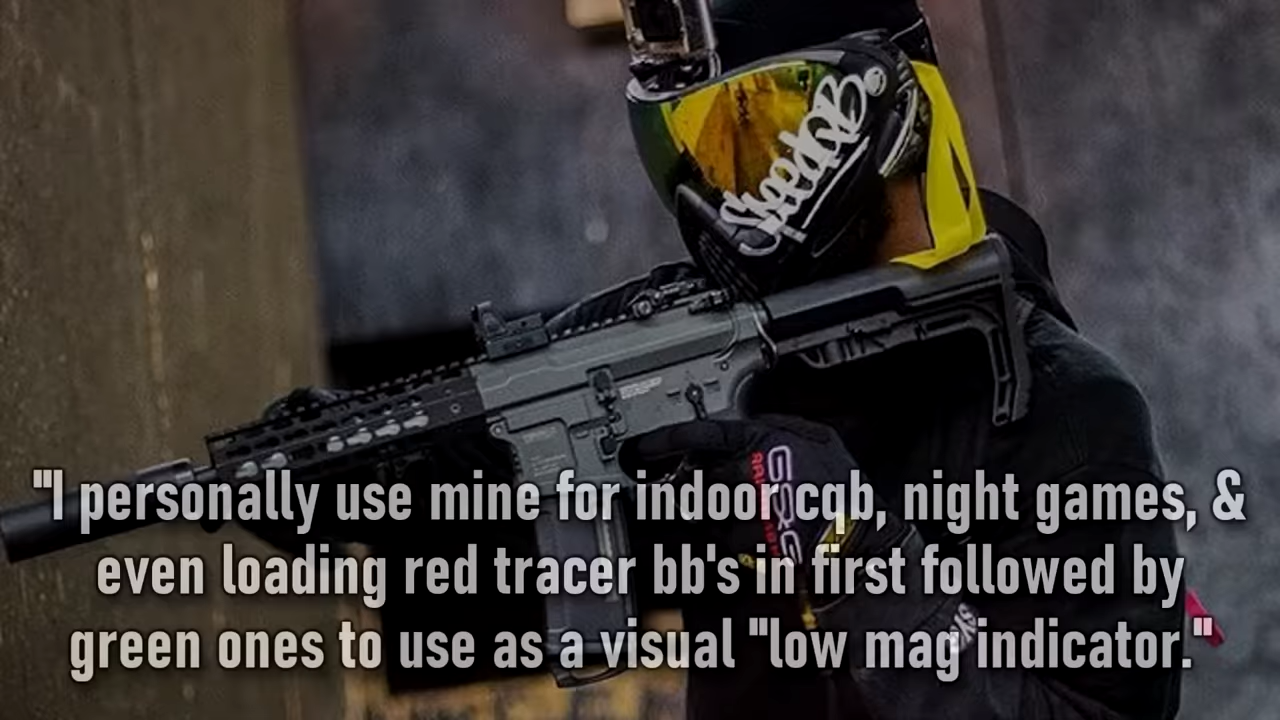 SpeedQB
"I personally use mine for indoor cqb, night games, &
even loading red tracer bb's in first followed by
green ones to use as a visual "low mag indicator."
G&G